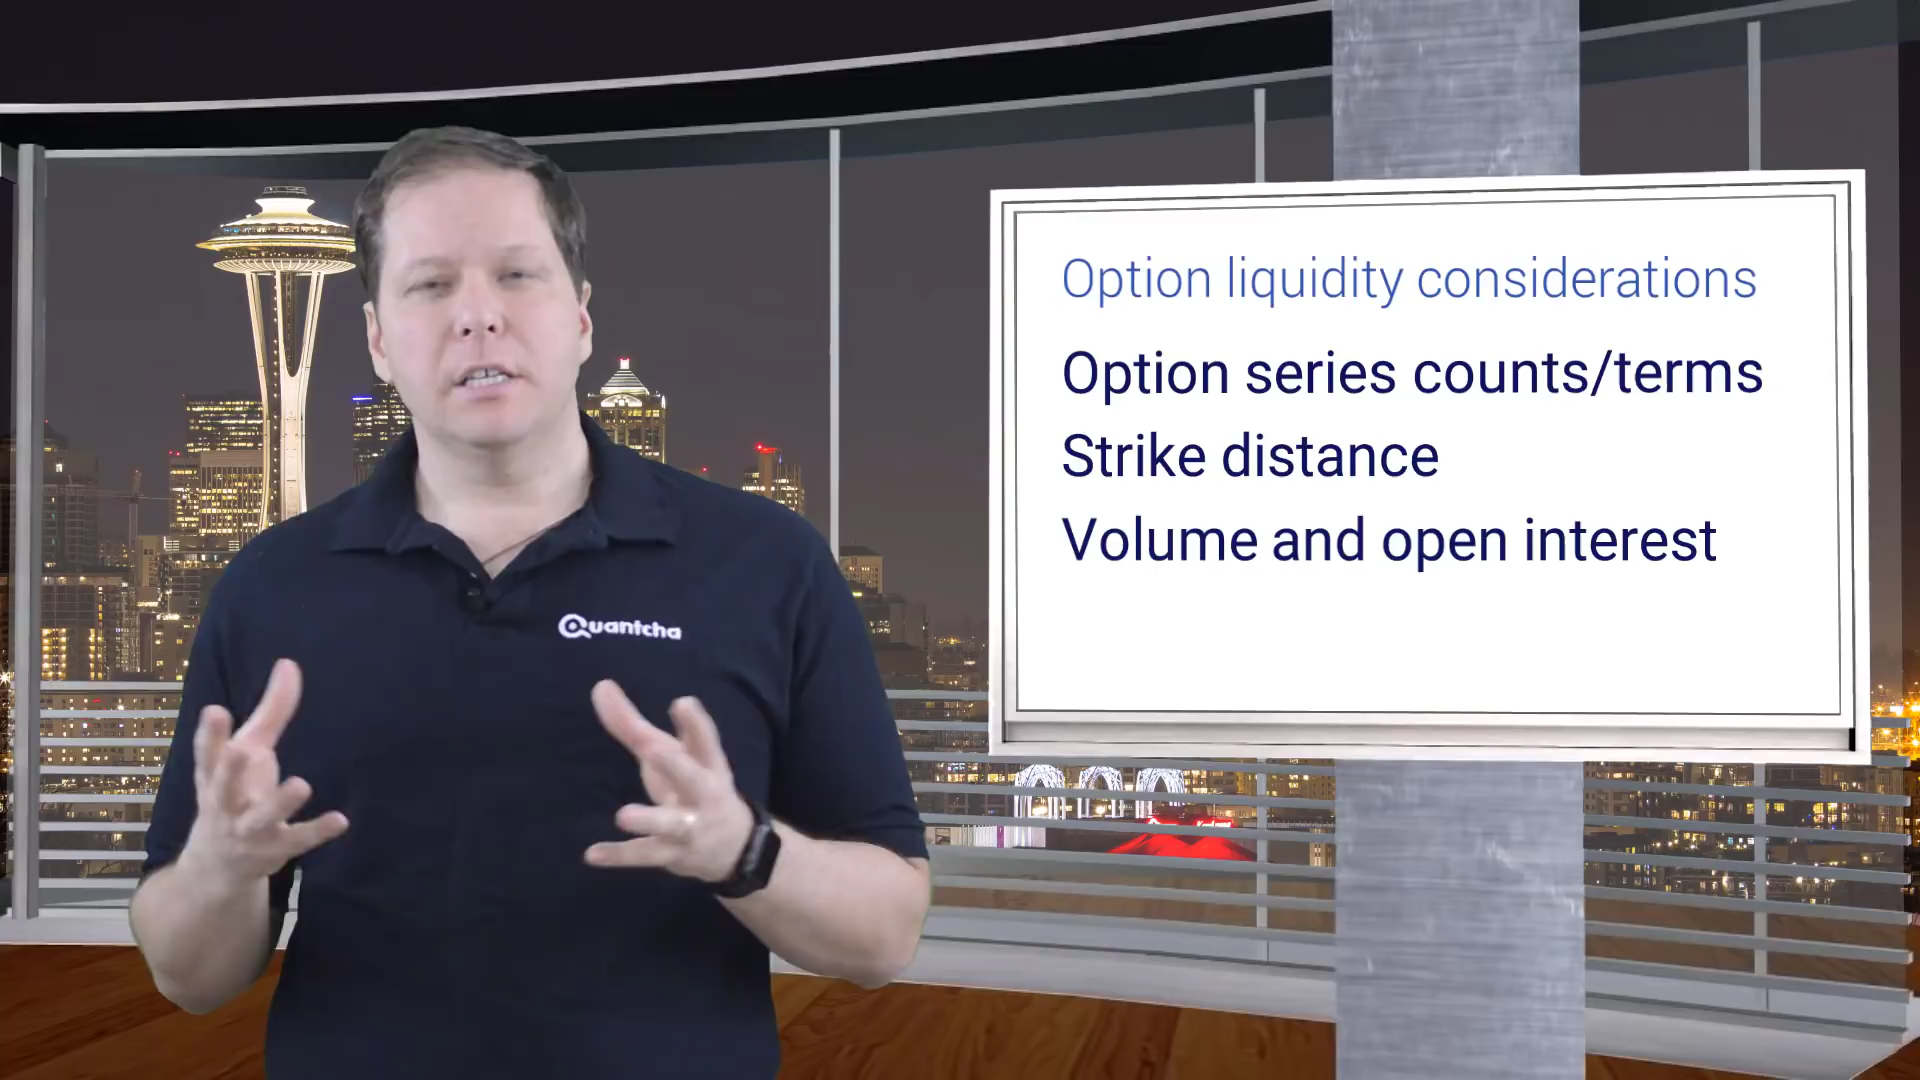 Option liquidity considerations
Option series counts/terms
Strike distance
Volume and open interest
Quantcha